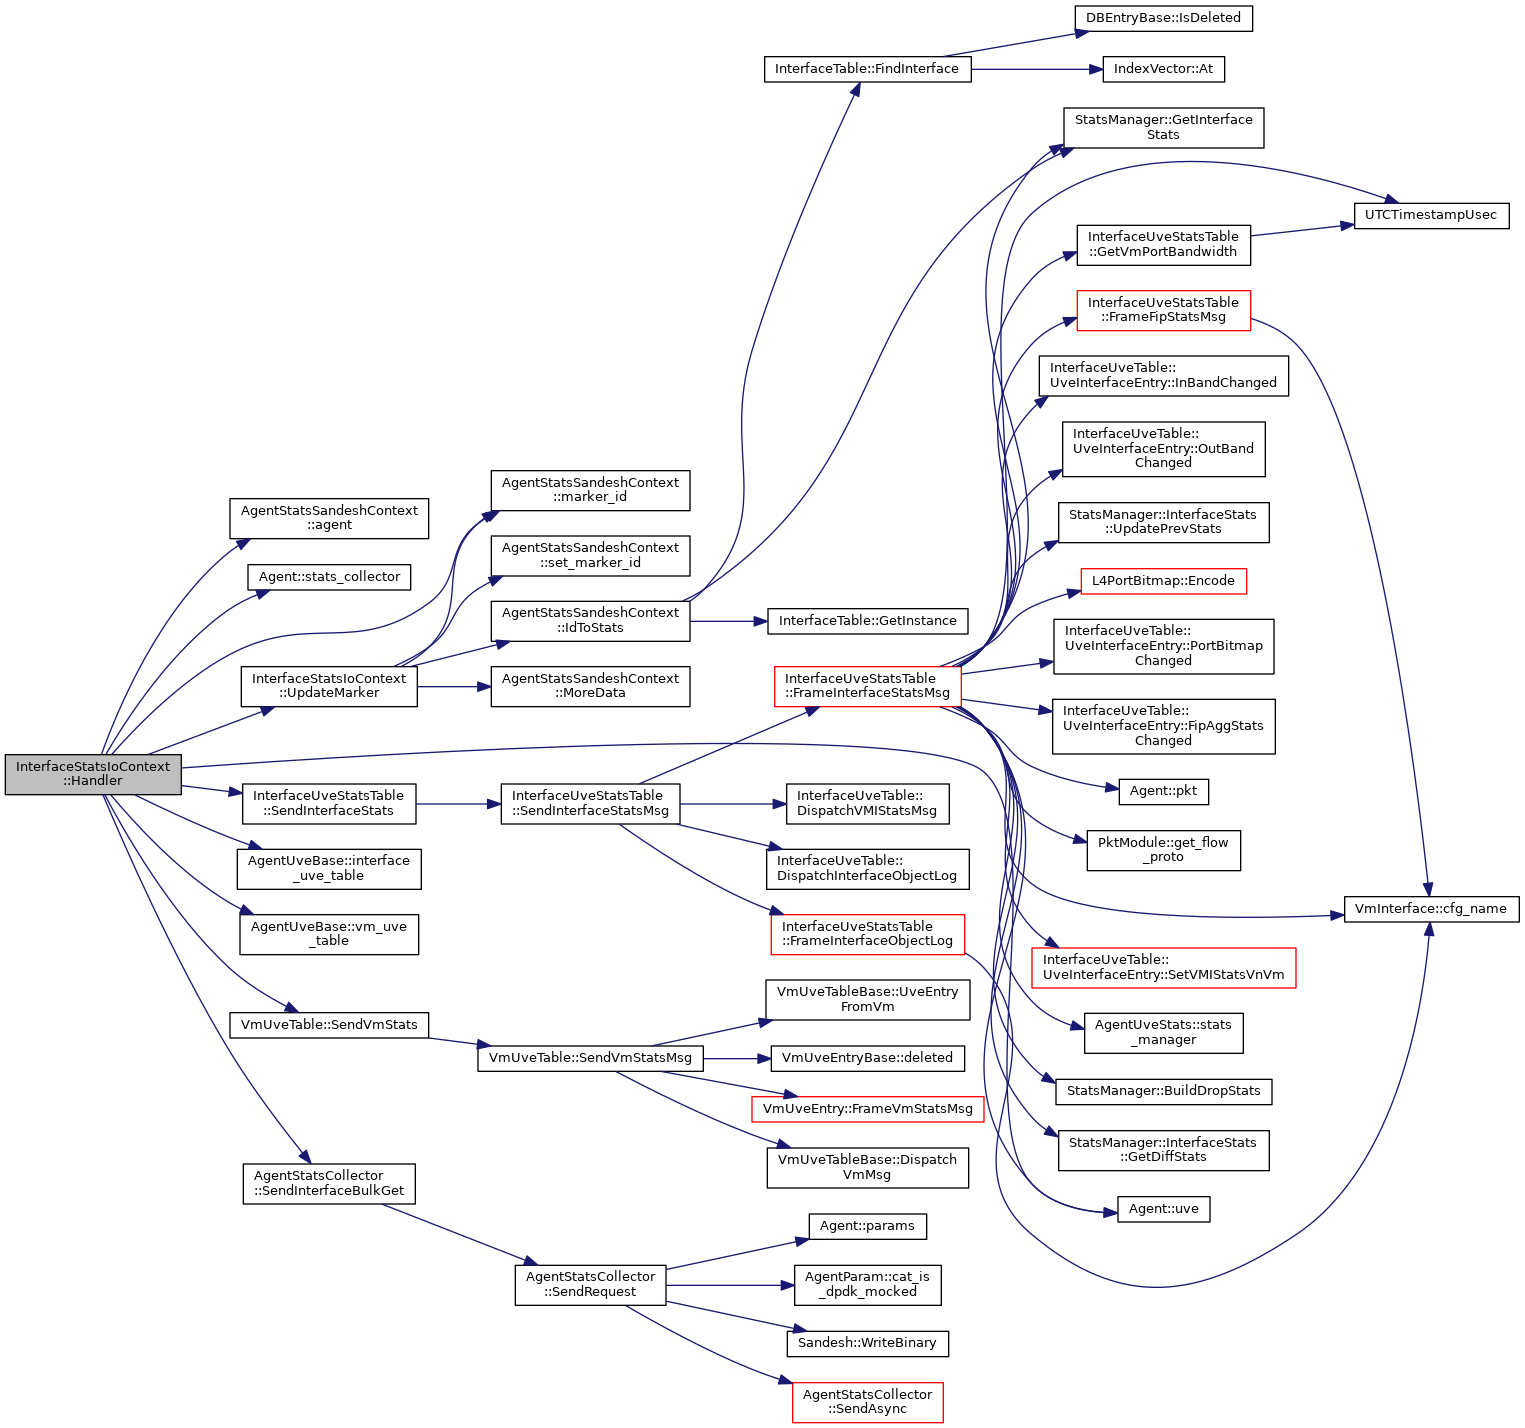 DBEntryBase::IsDeleted
InterfaceTable::FindInterface
IndexVector::At
StatsManager::GetInterface
Stats
UTCTimestampUsec
InterfaceUveStatsTable
::GetVmPortBandwidth
InterfaceUveStatsTable
::FrameFipStatsMsg
InterfaceUveTable::
UveInterfaceEntry::InBandChanged
InterfaceUveTable::
UveInterfaceEntry::OutBand
Changed
AgentStatsSandeshContext
::marker_id
AgentStatsSandeshContext
::agent
StatsManager::InterfaceStats
::UpdatePrevStats
AgentStatsSandeshContext
::set_marker_id
Agent::stats_collector
L4PortBitmap::Encode
AgentStatsSandeshContext
::IdToStats
InterfaceTable::GetInstance
InterfaceUveTable::
UveInterfaceEntry::PortBitmap
Changed
InterfaceStatsIoContext
::UpdateMarker
AgentStatsSandeshContext
::MoreData
InterfaceUveStatsTable
::FrameInterfaceStatsMsg
InterfaceUveTable::
UveInterfaceEntry::FipAggStats
Changed
InterfaceStatsIoContext
::Handler
Agent::pkt
InterfaceUveStatsTable
::SendInterfaceStats
InterfaceUveStatsTable
::SendInterfaceStatsMsg
InterfaceUveTable::
DispatchVMIStatsMsg
PktModule::get_flow
_proto
AgentUveBase::interface
_uve_table
InterfaceUveTable::
DispatchInterfaceObjectLog
VmInterface::cfg_name
AgentUveBase::vm_uve
_table
InterfaceUveStatsTable
::FrameInterfaceObjectLog
InterfaceUveTable::
UveInterfaceEntry::SetVMIStatsVnVm
VmUveTableBase::UveEntry
FromVm
VmUveTable::SendVmStats
AgentUveStats::stats
_manager
VmUveTable::SendVmStatsMsg
VmUveEntryBase::deleted
StatsManager::BuildDropStats
VmUveEntry::FrameVmStatsMsg
StatsManager::InterfaceStats
::GetDiffStats
VmUveTableBase::Dispatch
VmMsg
AgentStatsCollector
::SendInterfaceBulkGet
Agent::uve
Agent::params
AgentStatsCollector
::SendRequest
AgentParam::cat_is
_dpdk_mocked
Sandesh::WriteBinary
AgentStatsCollector
::SendAsync